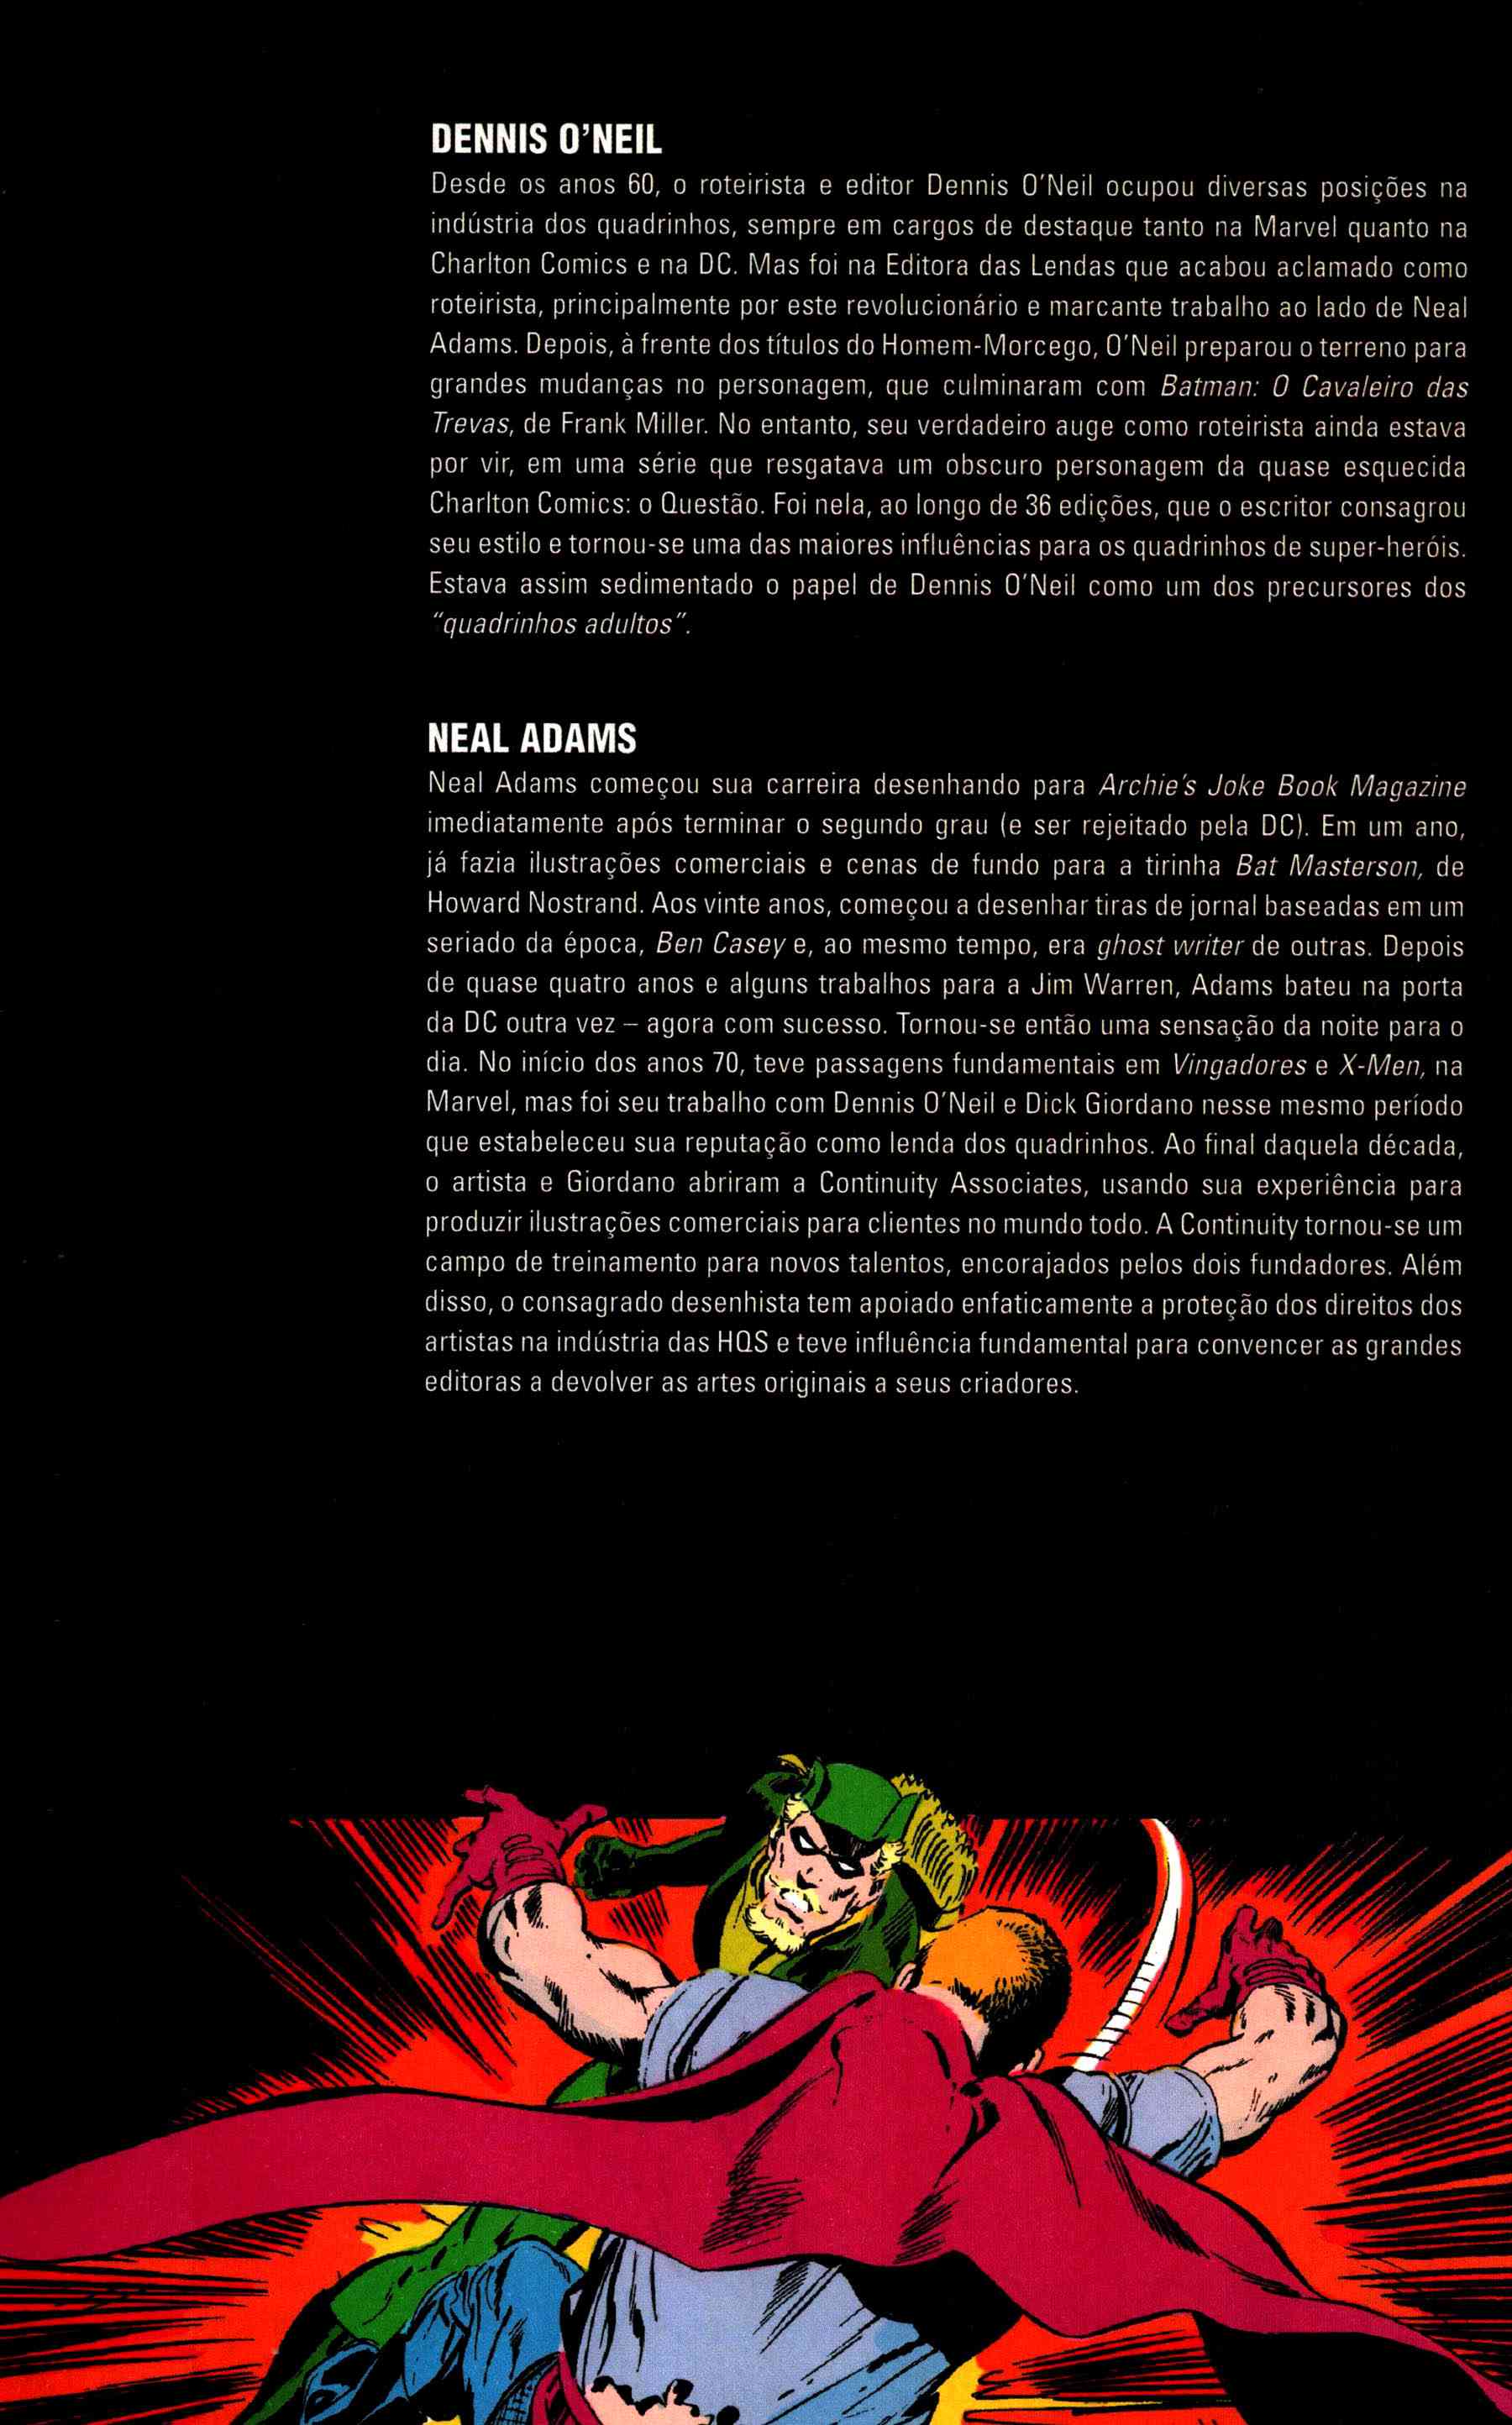 DENNIS O'NEIL
Desde os anos 60, o roteirista e editor Dennis O'Neil ocupou diversas posições na
indústria dos quadrinhos, sempre em cargos de destaque tanto na Marvel quanto na
Charlton Comics e na DC. Mas foi na Editora das Lendas que acabou aclamado como
roteirista, principalmente por este revolucionário e marcante trabalho ao lado de Neal
Adams. Depois, à frente dos títulos do Homem-Morcego, O'Neil preparou o terreno para
grandes mudanças no personagem, que culminaram com Batman: O Cavaleiro das
Trevas, de Frank Miller. No entanto, seu verdadeiro auge como roteirista ainda estava
por vir, em uma série que resgatava um obscuro personagem da quase esquecida
Charlton Comics: o Questão. Foi nela, ao longo de 36 edições, que o escritor consagrou
seu estilo e tornou-se uma das maiores influências para os quadrinhos de super-heróis.
Estava assim sedimentado o papel de Dennis O'Neil como um dos precursores dos
"quadrinhos adultos".
NEAL ADAMS
Neal Adams começou sua carreira desenhando para Archie's Joke Book Magazine
imediatamente após terminar o segundo grau (e ser rejeitado pela DC). Em um ano,
já fazia ilustrações comerciais e cenas de fundo para a tirinha Bat Masterson, de
Howard Nostrand. Aos vinte anos, começou a desenhar tiras de jornal baseadas em um
seriado da época, Ben Casey e, ao mesmo tempo, era ghost writer de outras. Depois
de quase quatro anos e alguns trabalhos para a Jim Warren, Adams bateu na porta
da DC outra vez – agora com sucesso. Tornou-se então uma sensação da noite para o
dia. No início dos anos 70, teve passagens fundamentais em Vingadores e X-Men, na
Marvel, mas foi seu trabalho com Dennis O'Neil e Dick Giordano nesse mesmo período
que estabeleceu sua reputação como lenda dos quadrinhos. Ao final daquela década,
o artista e Giordano abriram a Continuity Associates, usando sua experiência para
produzir ilustrações comerciais para clientes no mundo todo. A Continuity tornou-se um
campo de treinamento para novos talentos, encorajados pelos dois fundadores. Além
disso, o consagrado desenhista tem apoiado enfaticamente a proteção dos direitos dos
artistas na indústria das HQS e teve influência fundamental para convencer as grandes
editoras a devolver as artes originais a seus criadores.